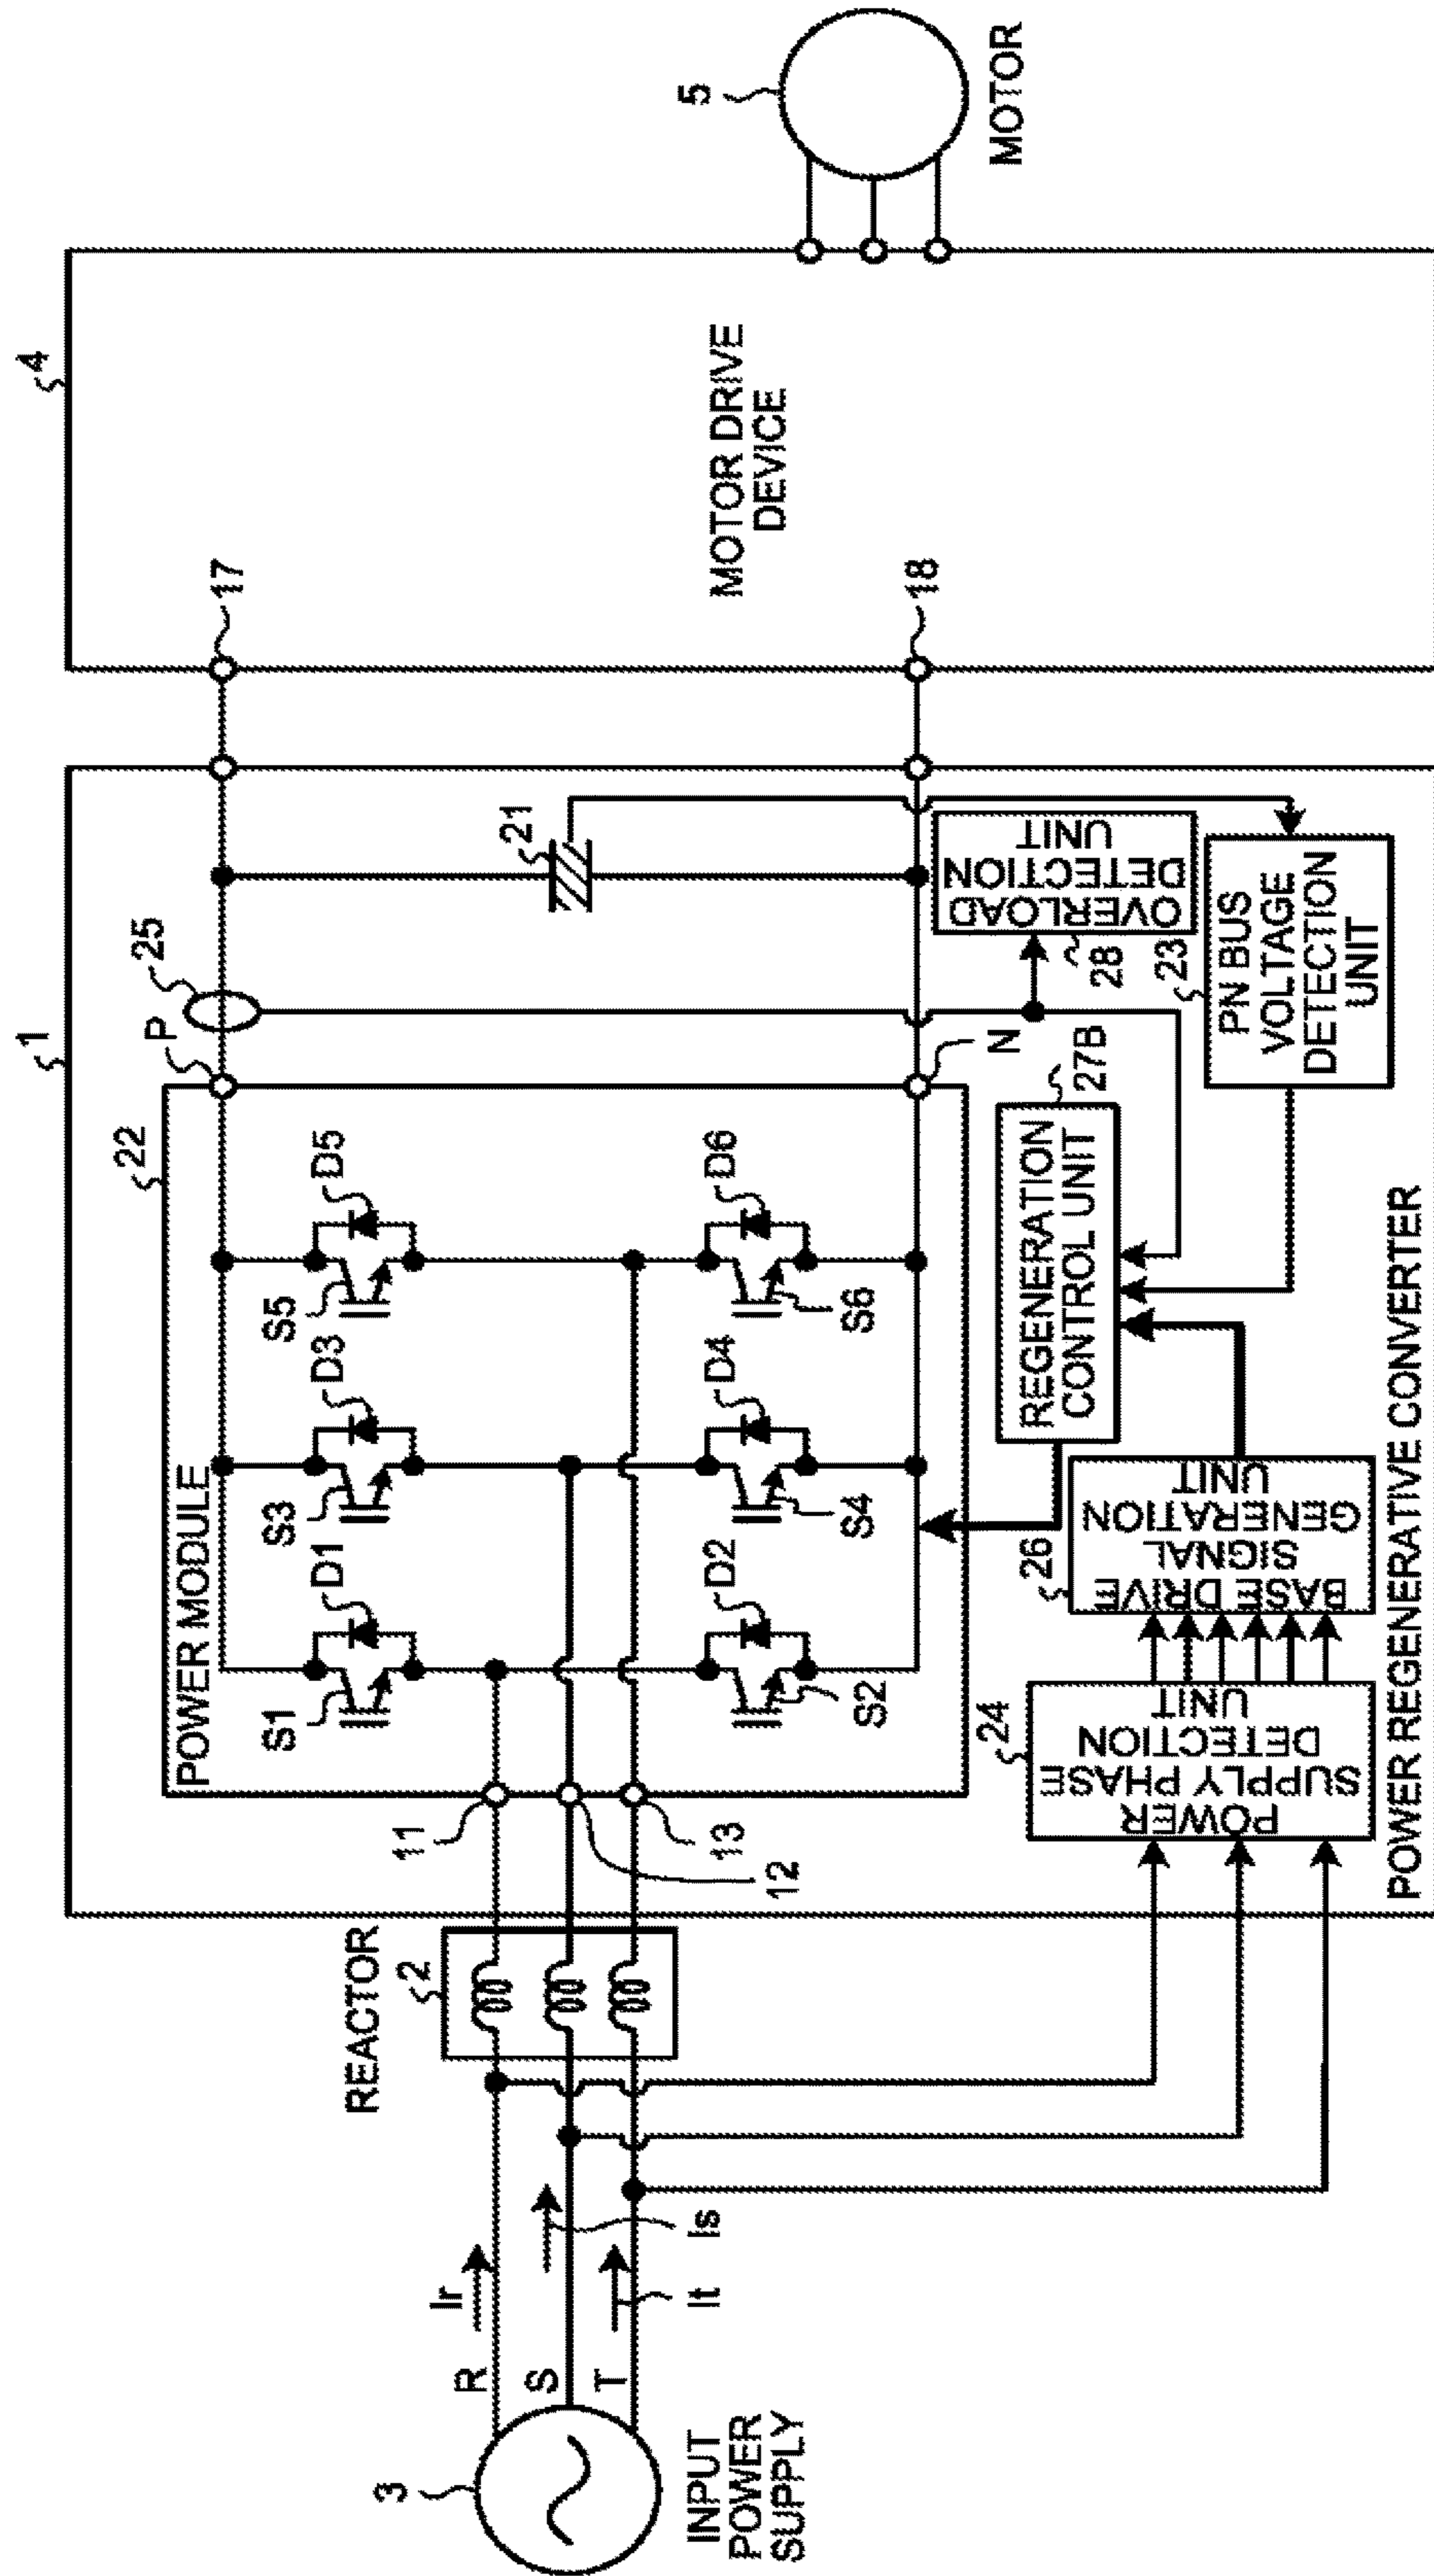 1
4
5
MOTOR
MOTOR DRIVE
DEVICE
17
18
25
P
21
22
POWER MODULE
S1
D1
S3
D3
S5
D5
D2
S2
D4
S4
D6
S6
N
11
12
13
REACTOR
2
Ir
Is
It
R
S
T
3
INPUT
POWER
SUPPLY
27B
REGENERATION
CONTROL UNIT
28
OVERLOAD
DETECTION
UNIT
23
PN BUS
VOLTAGE
DETECTION
UNIT
26
BASE DRIVE
SIGNAL
GENERATION
UNIT
24
POWER
SUPPLY PHASE
DETECTION
UNIT
POWER REGENERATIVE CONVERTER